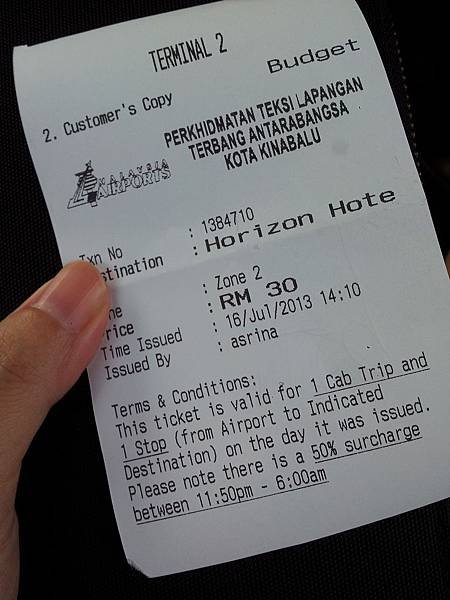 TERMINAL 2
Budget
2. Customer's Copy
MALAYSIA
AIRPORTS
PERKHIDMATAN TEKSI LAPANGAN
TERBANG ANTARABANGSA
KOTA KINABALU
Txn No : 1384710
stination : Horizon Hote
ne : Zone 2
rice : RM 30
Time Issued : 16/Jul/2013 14:10
Issued By : asrina
Terms & Conditions:
This ticket is valid for 1 Cab Trip and
1 Stop (from Airport to Indicated
Destination) on the day it was issued.
Please note there is a 50% surcharge
between 11:50pm - 6:00am